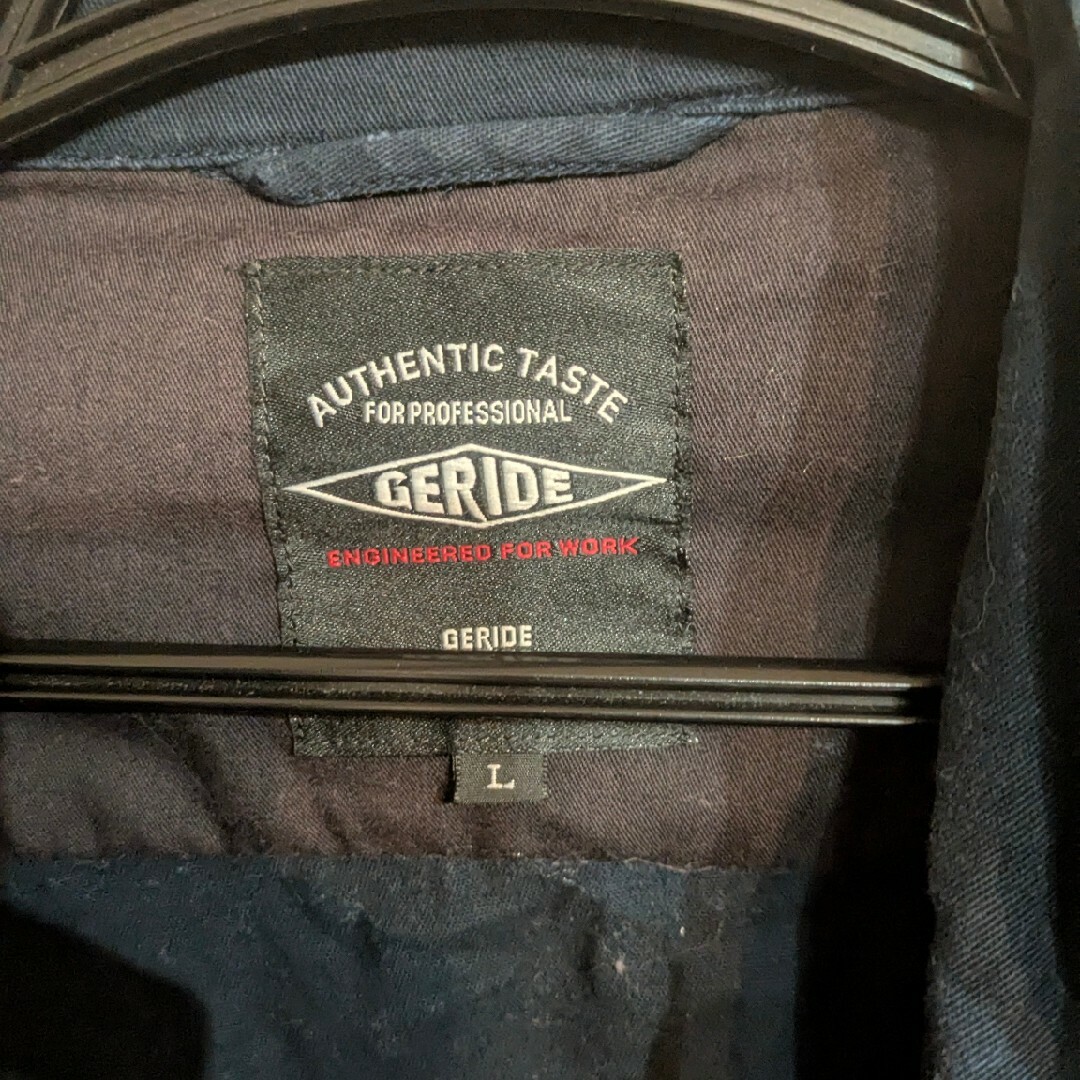 AUTHENTIC TASTE
FOR PROFESSIONAL
GERIDE
ENGINEERED FOR WORK
GERIDE
L